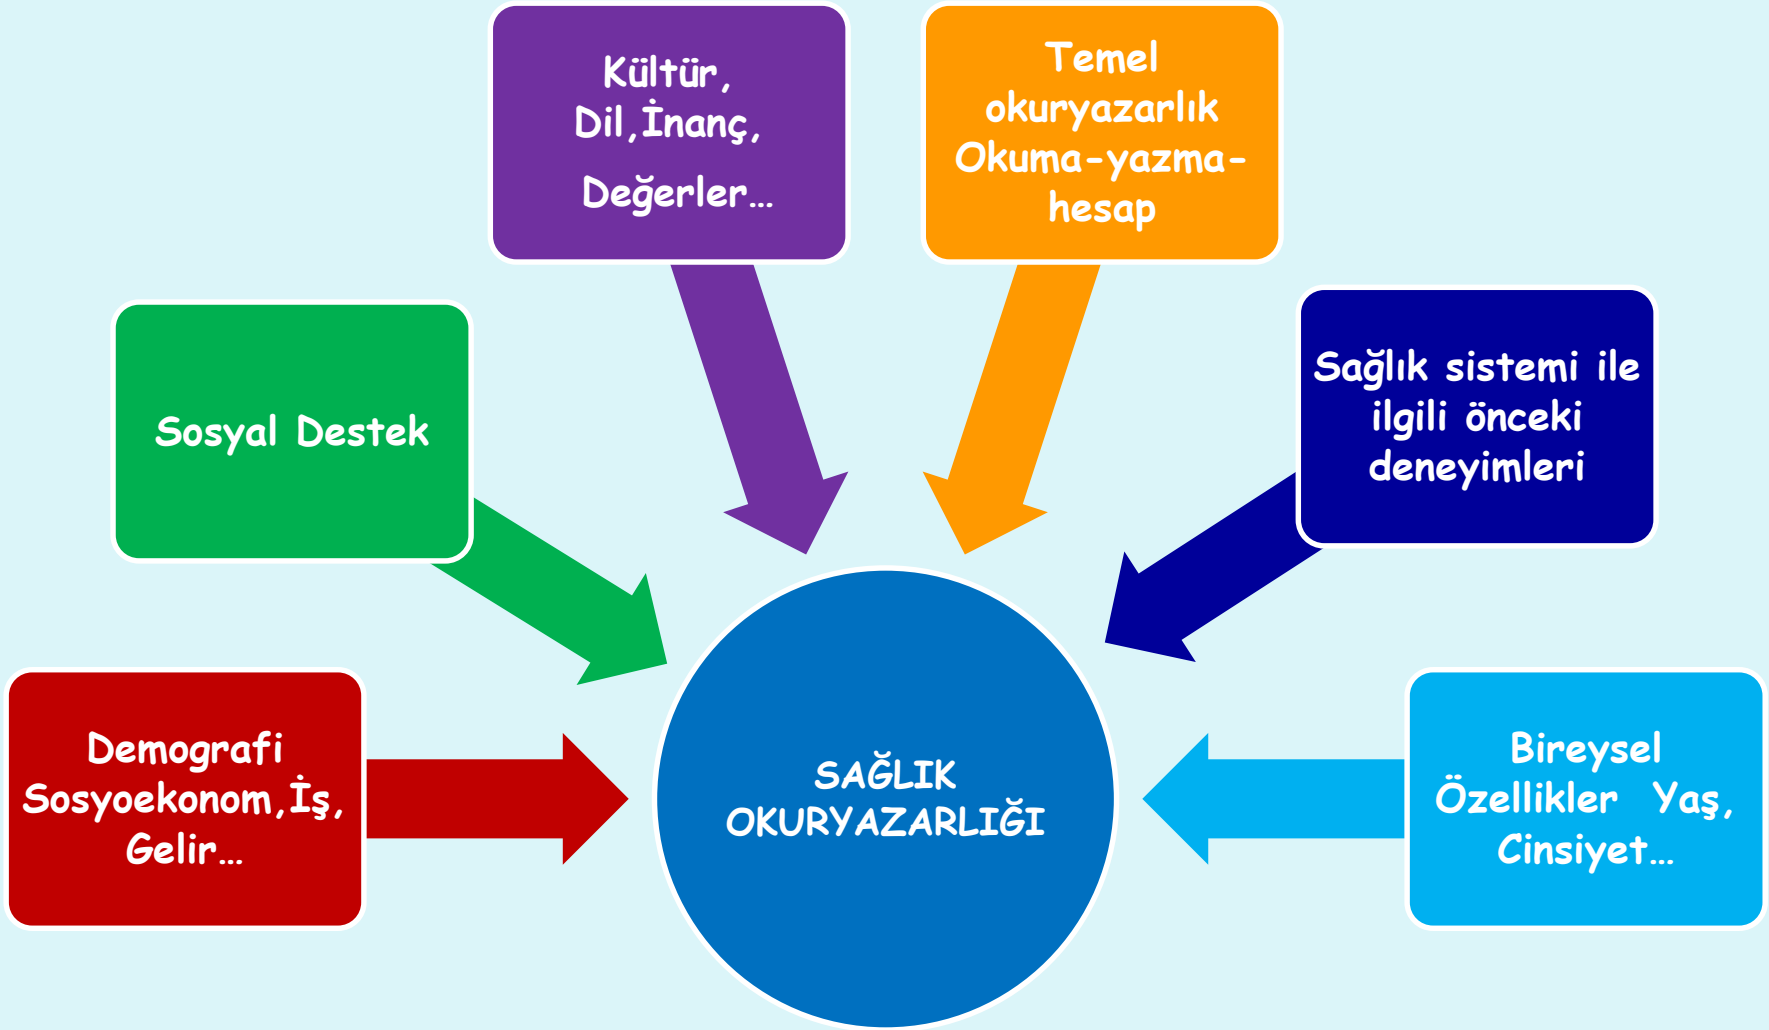 Kültür,
Dil,İnanç,
Değerler…
Temel
okuryazarlık
Okuma-yazma-
hesap
Sosyal Destek
Sağlık sistemi ile
ilgili önceki
deneyimleri
Demografi
Sosyoekonom,İş,
Gelir…
SAĞLIK
OKURYAZARLIĞI
Bireysel
Özellikler Yaş,
Cinsiyet…